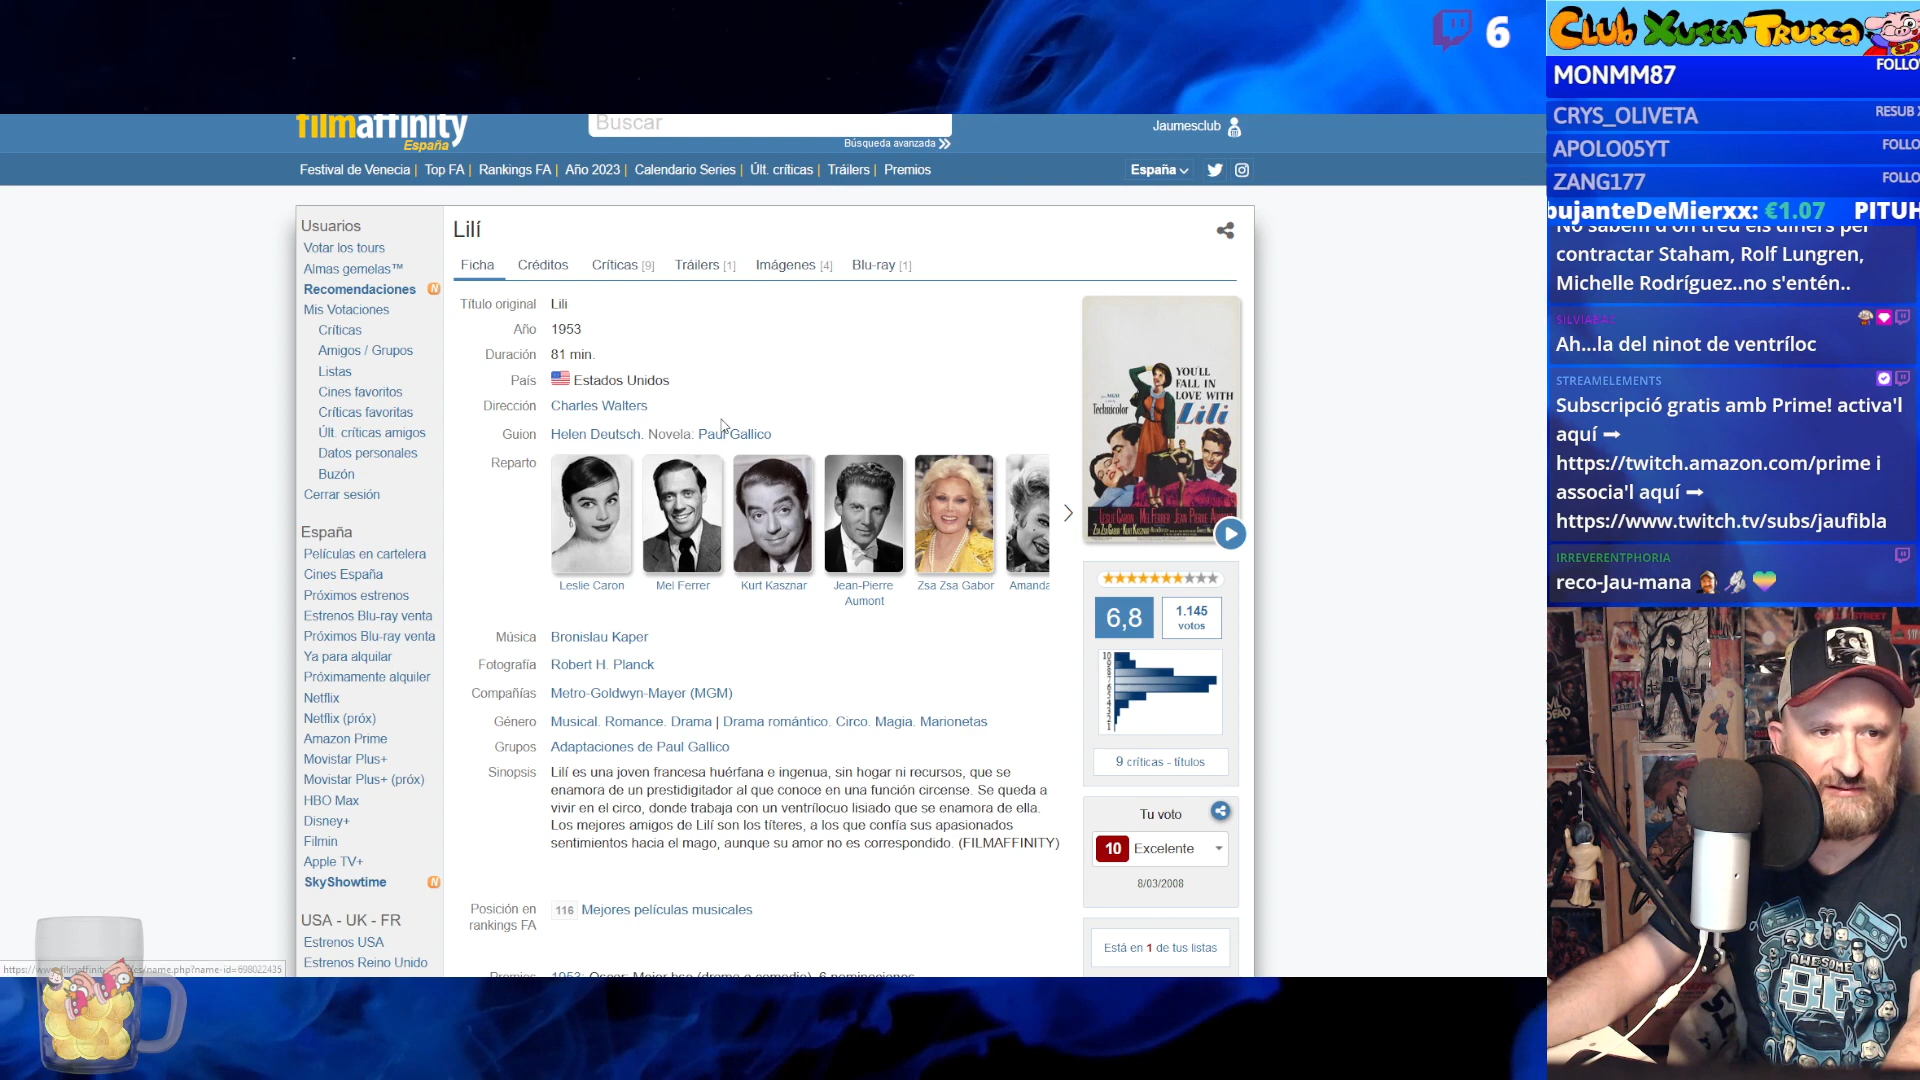 6
Club Xusca Trusca
MONMM87
FOLLO
CRYS_OLIVETA
RESUB
APOLO05YT
FOLLO
ZANG177
FOLLO
bujanteDeMierxx: €1.07 PITUH
No sabem d'on treu els diners per
contractar Staham, Rolf Lungren,
Michelle Rodríguez..no s'entén..
Ah...la del ninot de ventríloc
STREAMELEMENTS
Subscripció gratis amb Prime! activa'l
aquí ➞
https://twitch.amazon.com/prime i
associa'l aquí ➞
https://www.twitch.tv/subs/jaufibla
IRREVERENTPHORIA
reco-Jau-mana
filmaffinity
España
Buscar
Búsqueda avanzada
Jaumesclub
Festival de Venecia | Top FA | Rankings FA | Año 2023 | Calendario Series | Últ. críticas | Tráilers | Premios
España
Usuarios
Votar los tours
Almas gemelas™
Recomendaciones N
Mis Votaciones
Críticas
Amigos / Grupos
Listas
Cines favoritos
Críticas favoritas
Últ. críticas amigos
Datos personales
Buzón
Cerrar sesión
España
Películas en cartelera
Cines España
Próximos estrenos
Estrenos Blu-ray venta
Próximos Blu-ray venta
Ya para alquilar
Próximamente alquiler
Netflix
Netflix (próx)
Amazon Prime
Movistar Plus+
Movistar Plus+ (próx)
HBO Max
Disney+
Filmin
Apple TV+
SkyShowtime N
USA - UK - FR
Estrenos USA
Estrenos Reino Unido
Lilí
Ficha Créditos Críticas [9] Tráilers [1] Imágenes [4] Blu-ray [1]
Título original Lili
Año 1953
Duración 81 min.
País Estados Unidos
Dirección Charles Walters
Guion Helen Deutsch. Novela: Paul Gallico
Reparto
Leslie Caron
Mel Ferrer
Kurt Kasznar
Jean-Pierre
Aumont
Zsa Zsa Gabor
Amanda
Música Bronislau Kaper
Fotografía Robert H. Planck
Compañías Metro-Goldwyn-Mayer (MGM)
Género Musical. Romance. Drama | Drama romántico. Circo. Magia. Marionetas
Grupos Adaptaciones de Paul Gallico
Sinopsis Lilí es una joven francesa huérfana e ingenua, sin hogar ni recursos, que se
enamora de un prestidigitador al que conoce en una función circense. Se queda a
vivir en el circo, donde trabaja con un ventrílocuo lisiado que se enamora de ella.
Los mejores amigos de Lilí son los títeres, a los que confía sus apasionados
sentimientos hacia el mago, aunque su amor no es correspondido. (FILMAFFINITY)
Posición en
rankings FA
116 Mejores películas musicales
YOU'LL
FALL IN
LOVE WITH
Lili
Technicolor
6,8
1.145
votos
9 críticas - títulos
Tu voto
10 Excelente
8/03/2008
Está en 1 de tus listas
AWESOME
80s